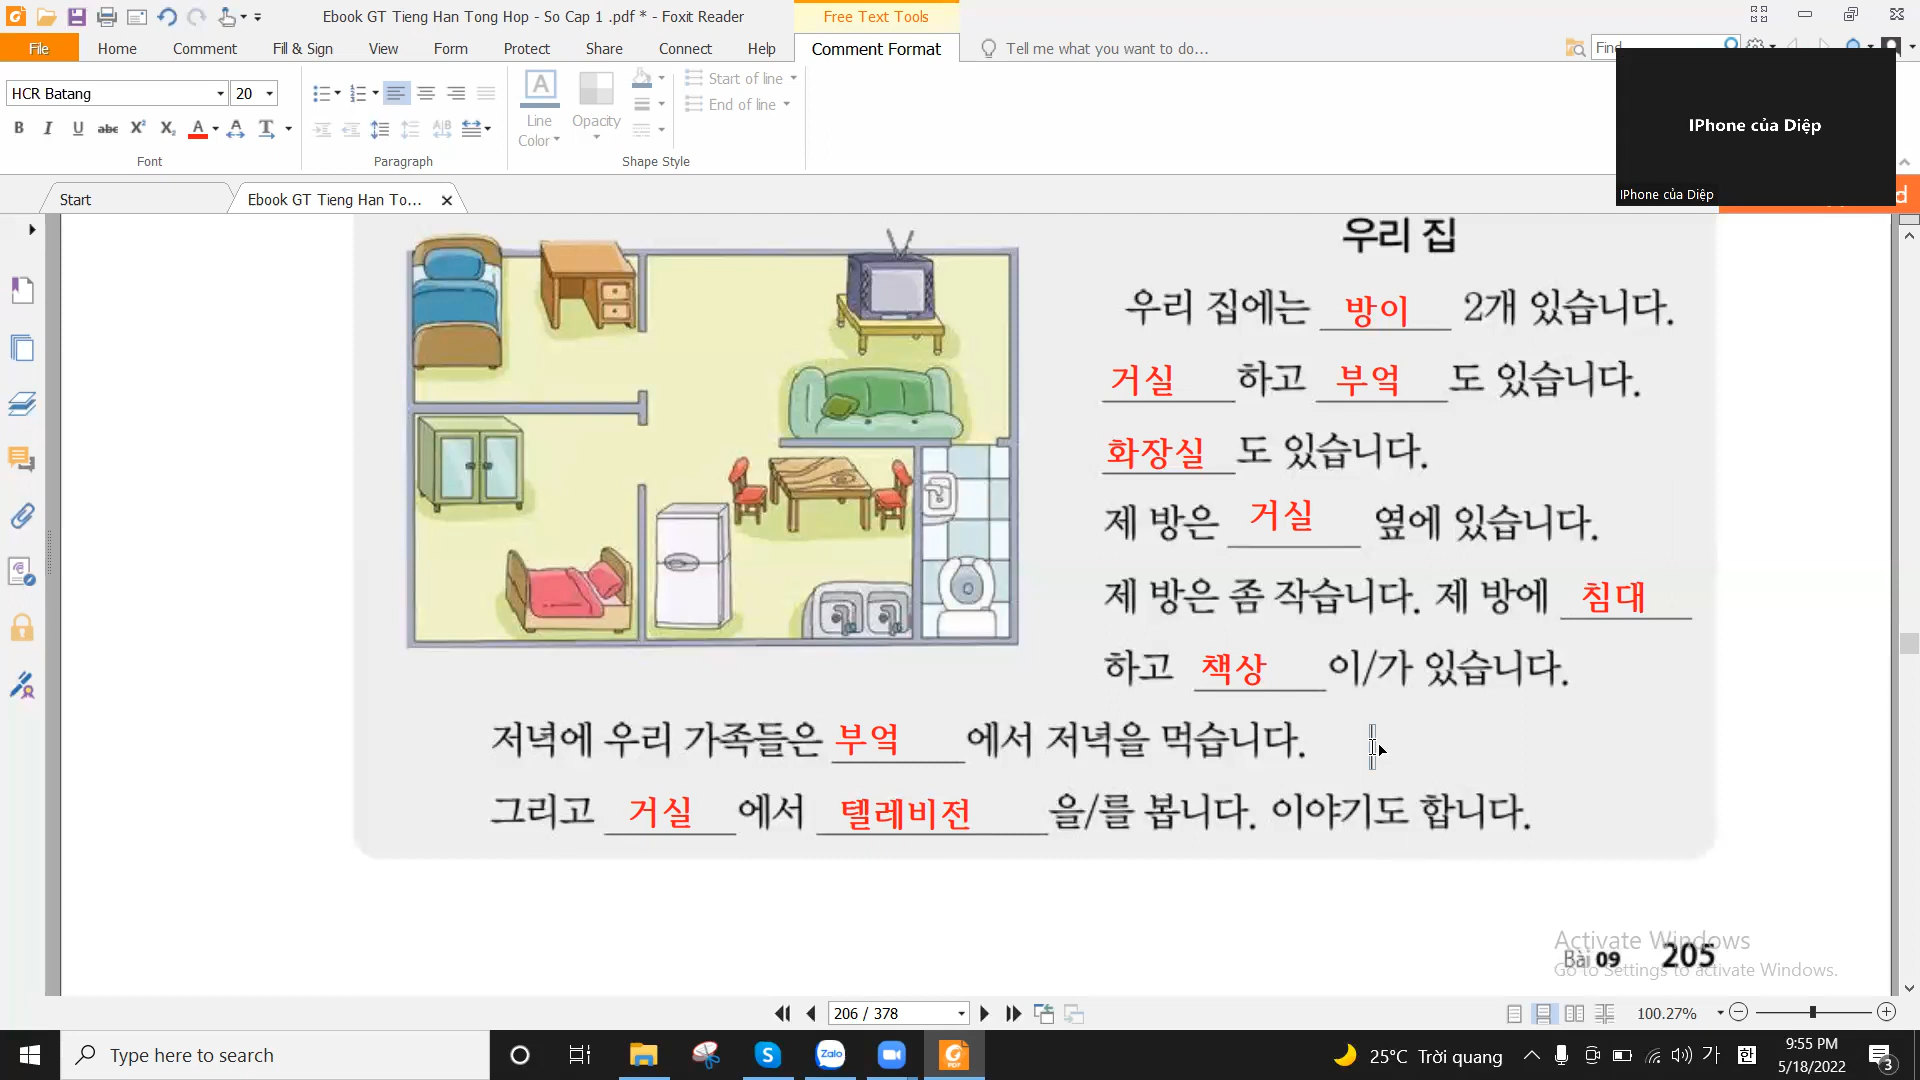 Ebook GT Tieng Han Tong Hop - So Cap 1 .pdf * - Foxit Reader
Free Text Tools
File Home Comment Fill & Sign View Form Protect Share Connect Help Comment Format Tell me what you want to do... Find
HCR Batang 20
Start of line
End of line
Line Color
Opacity
B I U abc X² X₂ A A T
Font Paragraph Shape Style
IPhone của Diệp
IPhone của Diệp
Start
Ebook GT Tieng Han To...
우리 집
우리 집에는 방이 2개 있습니다.
거실 하고 부엌 도 있습니다.
화장실 도 있습니다.
제 방은 거실 옆에 있습니다.
제 방은 좀 작습니다. 제 방에 침대
하고 책상 이/가 있습니다.
저녁에 우리 가족들은 부엌 에서 저녁을 먹습니다.
그리고 거실 에서 텔레비전 을/를 봅니다. 이야기도 합니다.
Activate Windows
Go to Settings to activate Windows.
Bài 09 205
206 / 378
100.27%
Type here to search
Zalo
25°C Trời quang
가 한
9:55 PM
5/18/2022
3